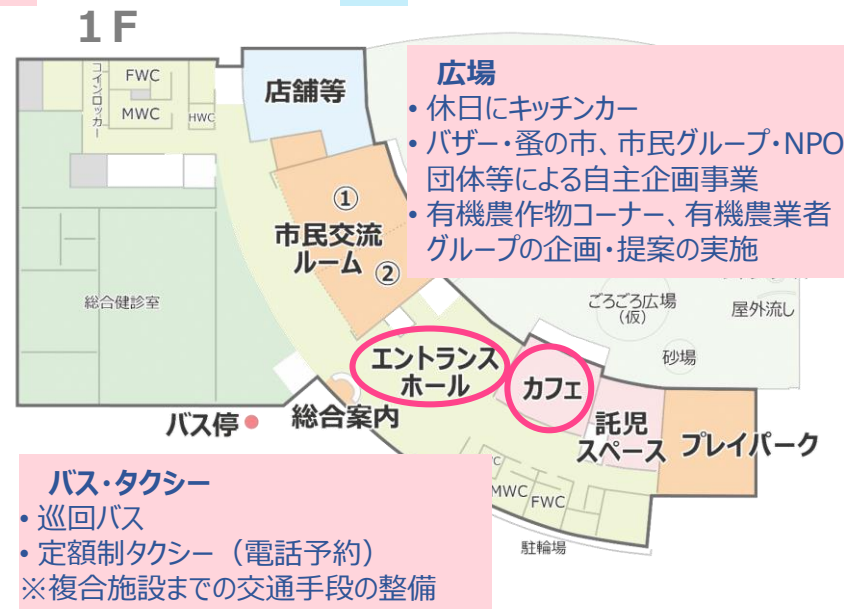 1F
コインロッカー
FWC
MWC
HWC
店舗等
広場
• 休日にキッチンカー
• バザー・蚤の市、市民グループ・NPO
団体等による自主企画事業
• 有機農作物コーナー、有機農業者
グループの企画・提案の実施
①
市民交流
ルーム ②
総合健診室
ごろごろ広場
(仮)
屋外流し
砂場
エントランス
ホール
カフェ
託児
スペース
プレイパーク
バス停
総合案内
MWC
FWC
駐輪場
バス・タクシー
• 巡回バス
• 定額制タクシー（電話予約）
※複合施設までの交通手段の整備